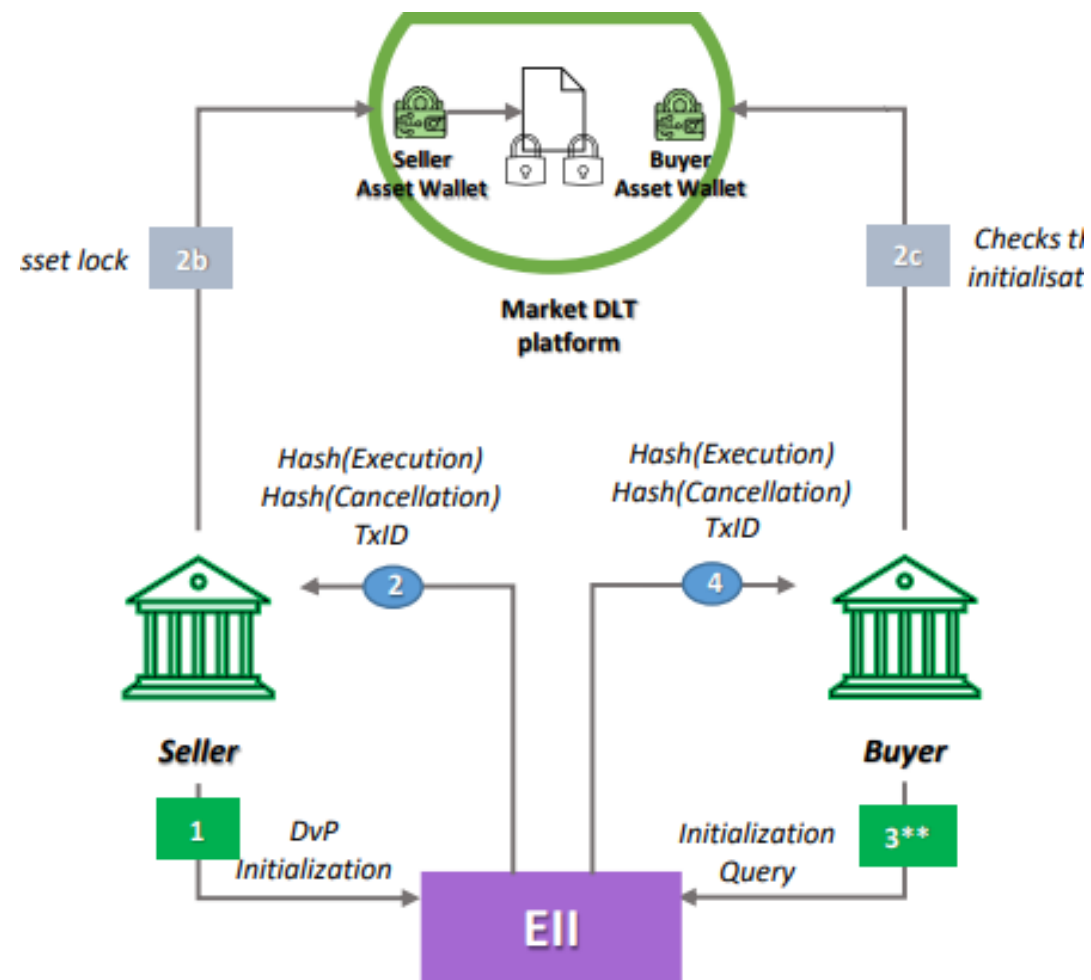 Seller
Asset Wallet
Buyer
Asset Wallet
sset lock
2b
2c
Checks th
initialisat
Market DLT
platform
Hash(Execution)
Hash(Cancellation)
TxID
Hash(Execution)
Hash(Cancellation)
TxID
2
4
Seller
Buyer
1
DvP
Initialization
Initialization
Query
3**
EII